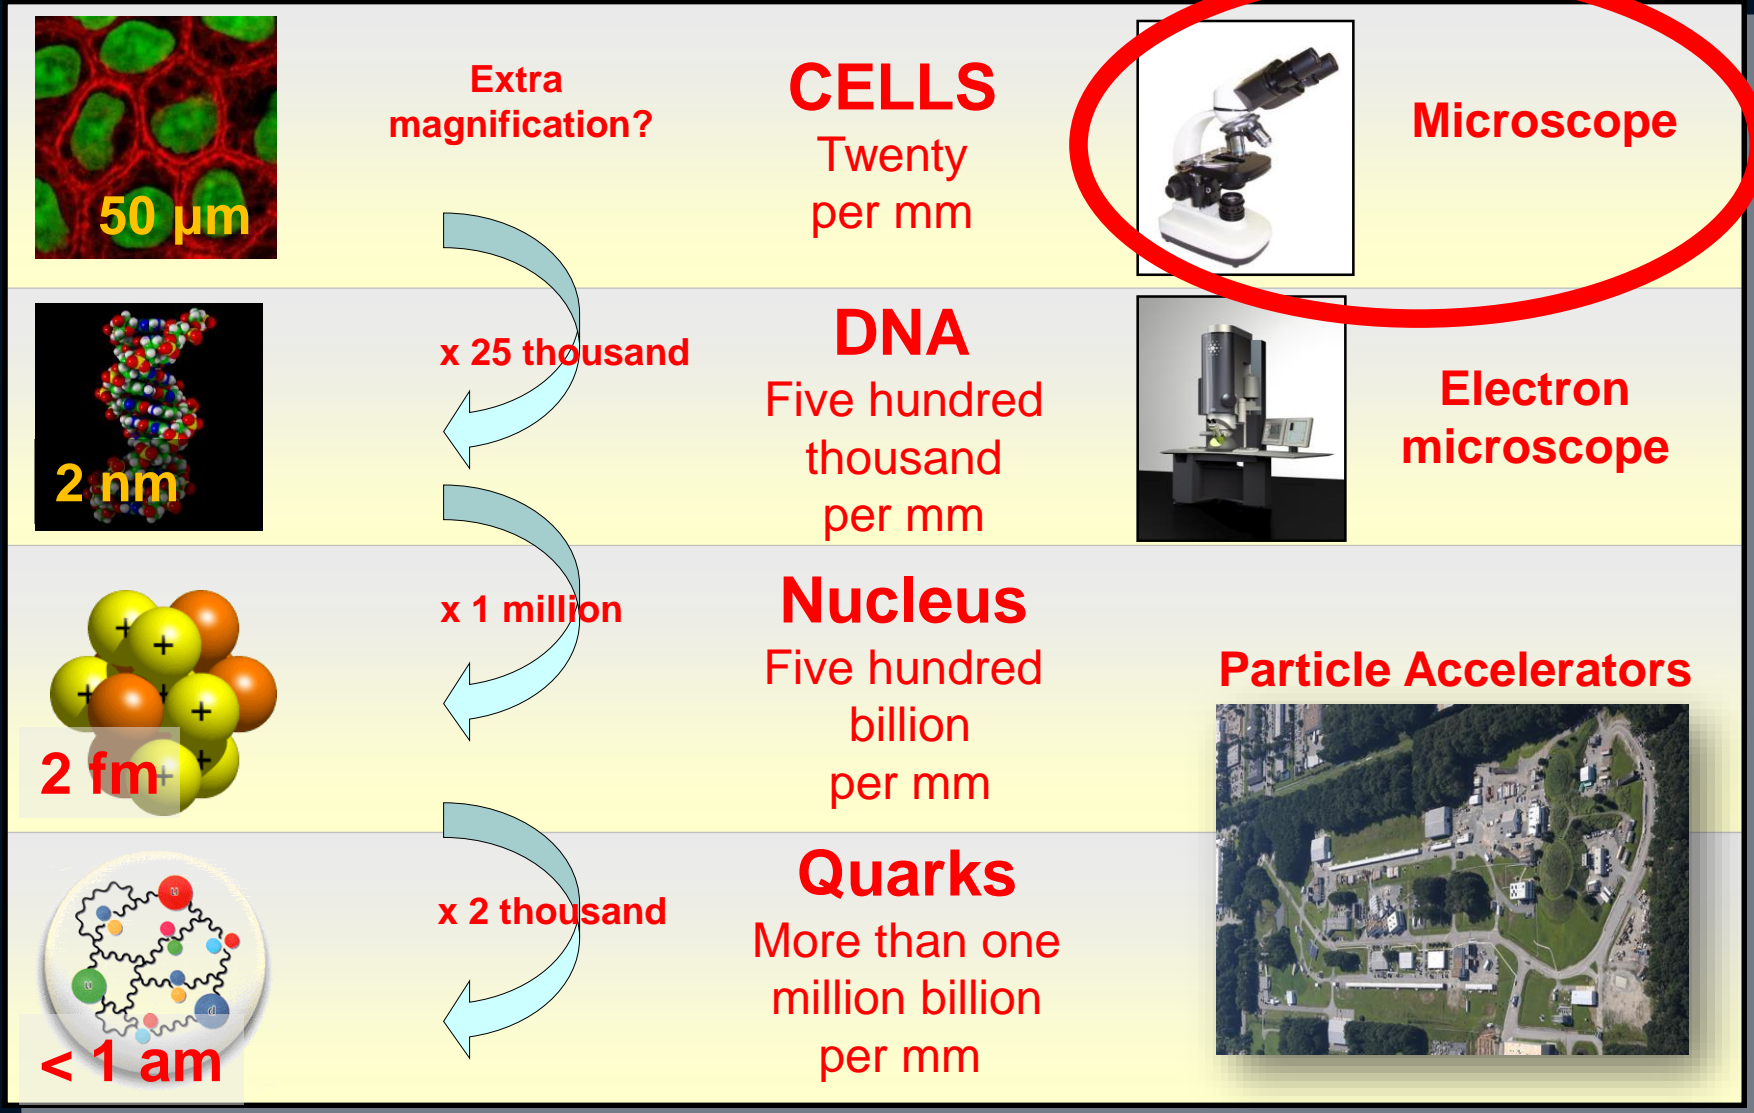 Extra
magnification?
CELLS
Twenty
per mm
Microscope
50 µm
x 25 thousand
DNA
Five hundred
thousand
per mm
Electron
microscope
2 nm
x 1 million
Nucleus
Five hundred
billion
per mm
Particle Accelerators
+
+
+
+
+
+
+
2 fm
x 2 thousand
Quarks
More than one
million billion
per mm
u
u
d
< 1 am